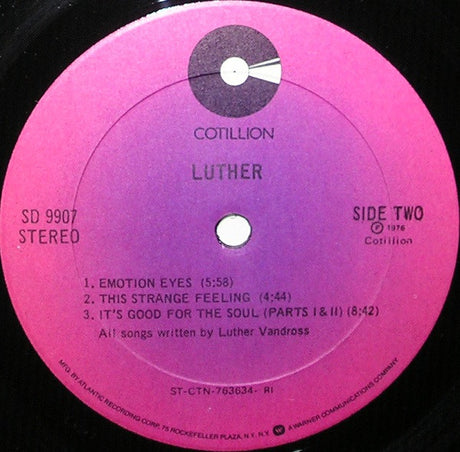 COTILLION
LUTHER
SD 9907
STEREO
SIDE TWO
Ⓟ 1976
Cotillion
1. EMOTION EYES (5:58)
2. THIS STRANGE FEELING (4:44)
3. IT'S GOOD FOR THE SOUL (PARTS I & II) (8:42)
All songs written by Luther Vandross
ST-CTN-763634- RI
MFG. BY ATLANTIC RECORDING CORP., 75 ROCKEFELLER PLAZA, N.Y., N.Y. A WARNER COMMUNICATIONS COMPANY